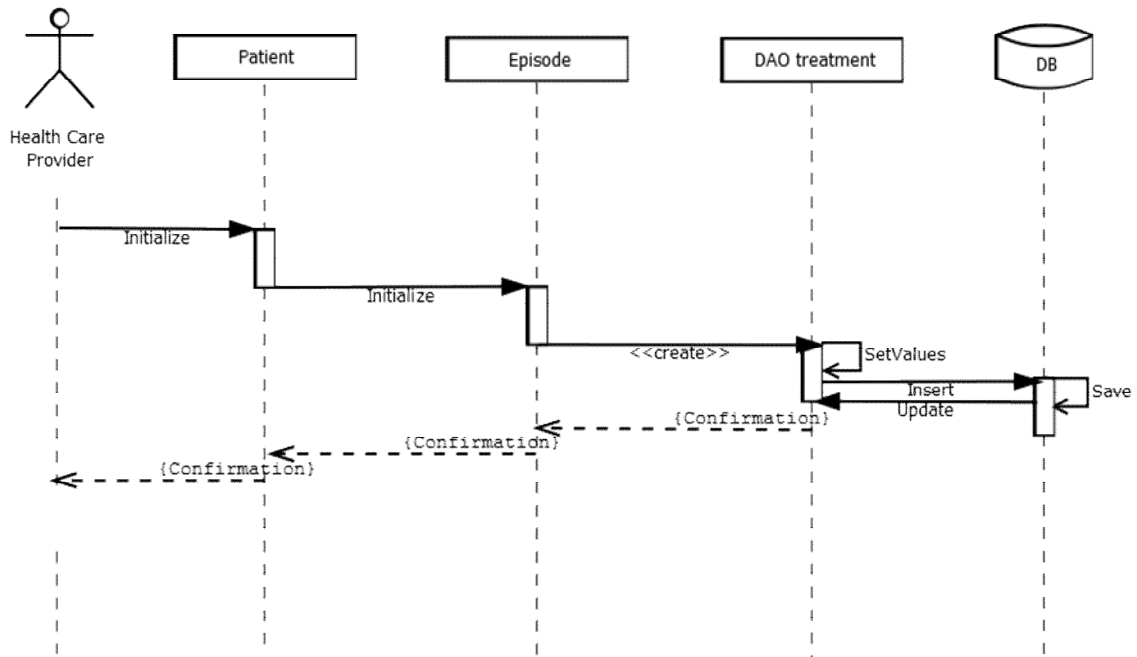 Patient
Episode
DAO treatment
DB
Health Care
Provider
Initialize
Initialize
<<create>>
SetValues
Insert
Save
Update
{Confirmation}
{Confirmation}
{Confirmation}